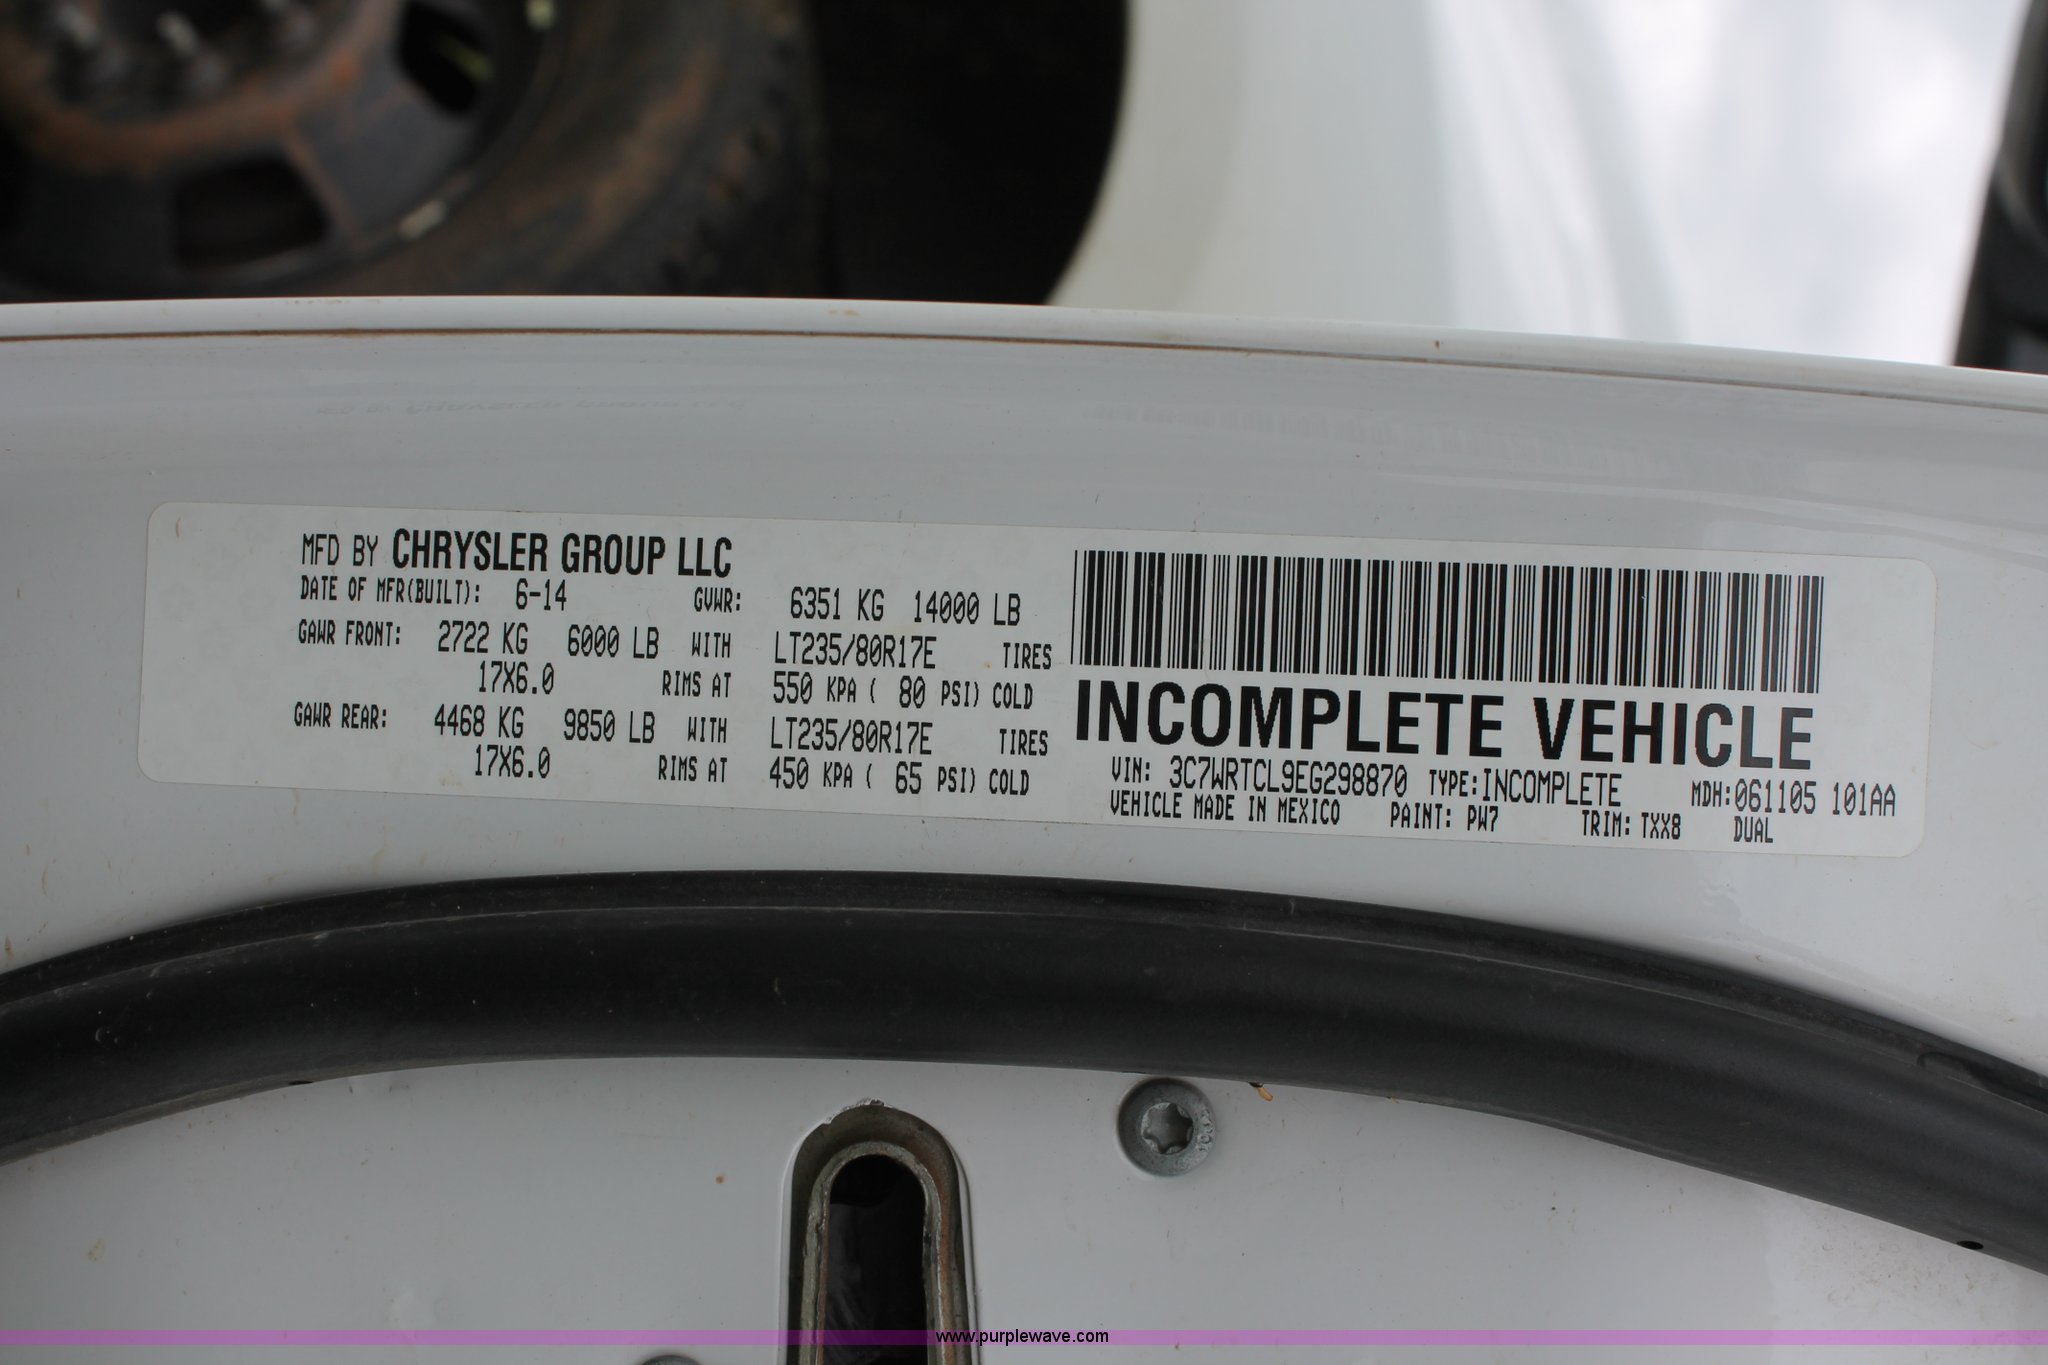 MFD BY CHRYSLER GROUP LLC
DATE OF MFR(BUILT): 6-14 GVWR: 6351 KG 14000 LB
GAWR FRONT: 2722 KG 6000 LB WITH LT235/80R17E TIRES
17X6.0 RIMS AT 550 KPA ( 80 PSI) COLD
GAWR REAR: 4468 KG 9850 LB WITH LT235/80R17E TIRES
17X6.0 RIMS AT 450 KPA ( 65 PSI) COLD
INCOMPLETE VEHICLE
VIN: 3C7WRTCL9EG298870 TYPE:INCOMPLETE MDH:061105 101AA
VEHICLE MADE IN MEXICO PAINT: PW7 TRIM: TXX8 DUAL
www.purplewave.com